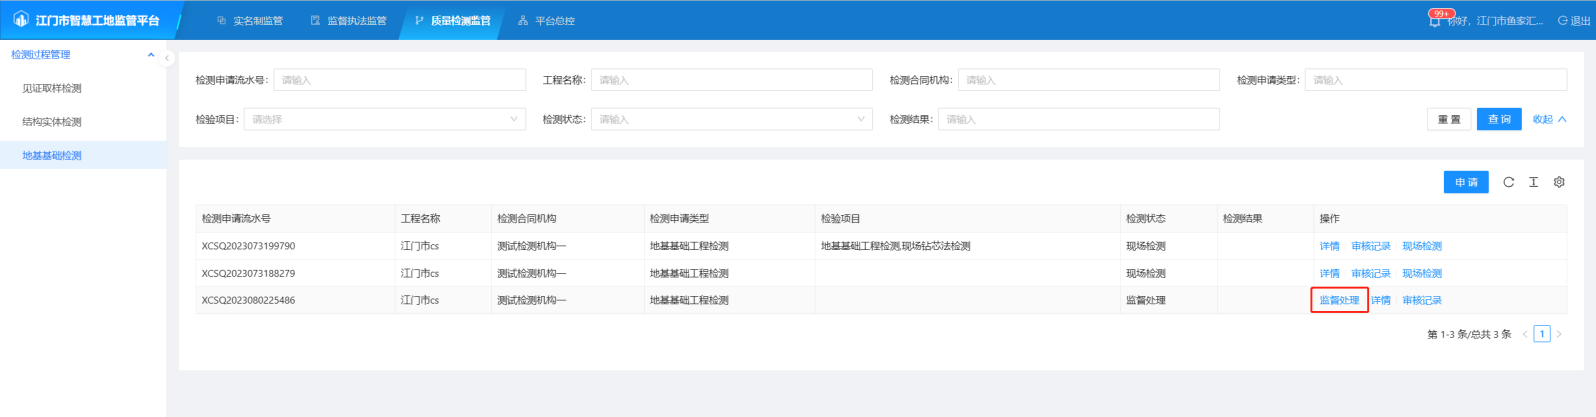 江门市智慧工地监管平台 实名制监管 监督执法监管 质量检测监管 平台总控 99+ 你好，江门市鱼家汇... 退出
检测过程管理
见证取样检测
结构实体检测
地基基础检测
检测申请流水号: 请输入 工程名称: 请输入 检测合同机构: 请输入 检测申请类型: 请输入
检验项目: 请选择 检测状态: 请输入 检测结果: 请输入 重置 查询 收起
申请
检测申请流水号 工程名称 检测合同机构 检测申请类型 检验项目 检测状态 检测结果 操作
XCSQ2023073199790 江门市cs 测试检测机构一 地基基础工程检测 地基基础工程检测,现场钻芯法检测 现场检测 详情 审核记录 现场检测
XCSQ2023073188279 江门市cs 测试检测机构一 地基基础工程检测 现场检测 详情 审核记录 现场检测
XCSQ2023080225486 江门市cs 测试检测机构一 地基基础工程检测 监督处理 监督处理 详情 审核记录
第 1-3 条/总共 3 条 < 1 >